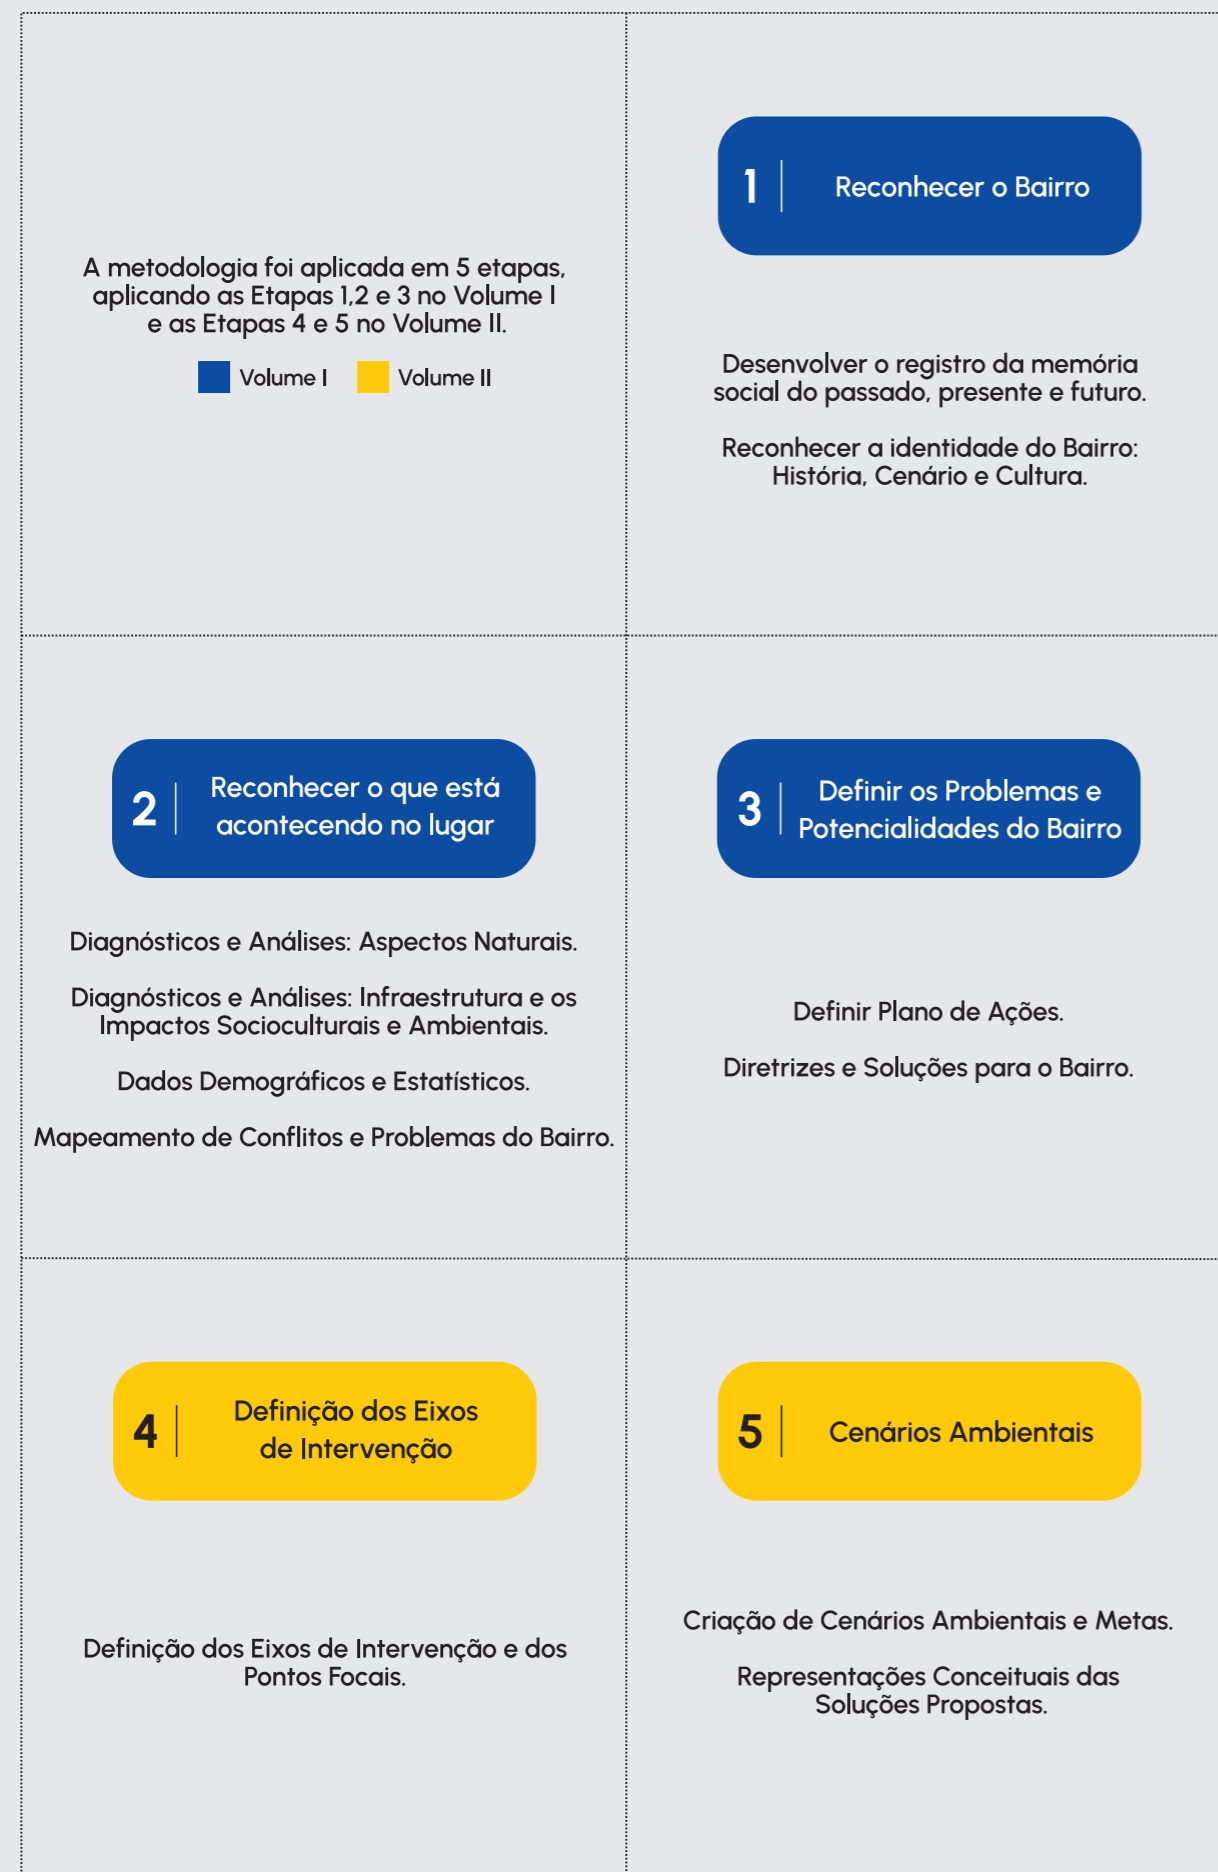 A metodologia foi aplicada em 5 etapas,
aplicando as Etapas 1,2 e 3 no Volume I
e as Etapas 4 e 5 no Volume II.
Volume I
Volume II
1
Reconhecer o Bairro
Desenvolver o registro da memória
social do passado, presente e futuro.
Reconhecer a identidade do Bairro:
História, Cenário e Cultura.
2
Reconhecer o que está
acontecendo no lugar
Diagnósticos e Análises: Aspectos Naturais.
Diagnósticos e Análises: Infraestrutura e os
Impactos Socioculturais e Ambientais.
Dados Demográficos e Estatísticos.
Mapeamento de Conflitos e Problemas do Bairro.
3
Definir os Problemas e
Potencialidades do Bairro
Definir Plano de Ações.
Diretrizes e Soluções para o Bairro.
4
Definição dos Eixos
de Intervenção
Definição dos Eixos de Intervenção e dos
Pontos Focais.
5
Cenários Ambientais
Criação de Cenários Ambientais e Metas.
Representações Conceituais das
Soluções Propostas.